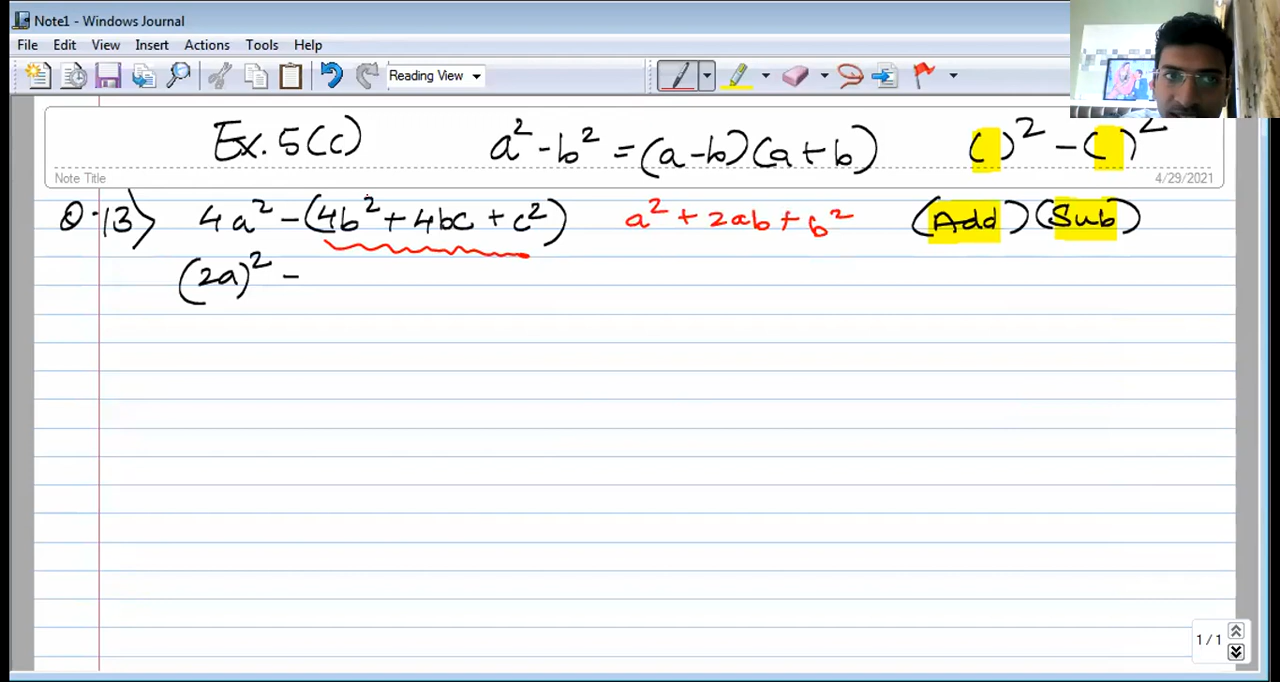 Note1 - Windows Journal
File Edit View Insert Actions Tools Help
Reading View
Ex. 5(c) a² - b² = (a-b)(a+b) ( )² - ( )²
Note Title 4/29/2021
Q.13) 4a² - (4b² + 4bc + c²) a² + 2ab + b² (Add)(Sub)
(2a)² -
1 / 1